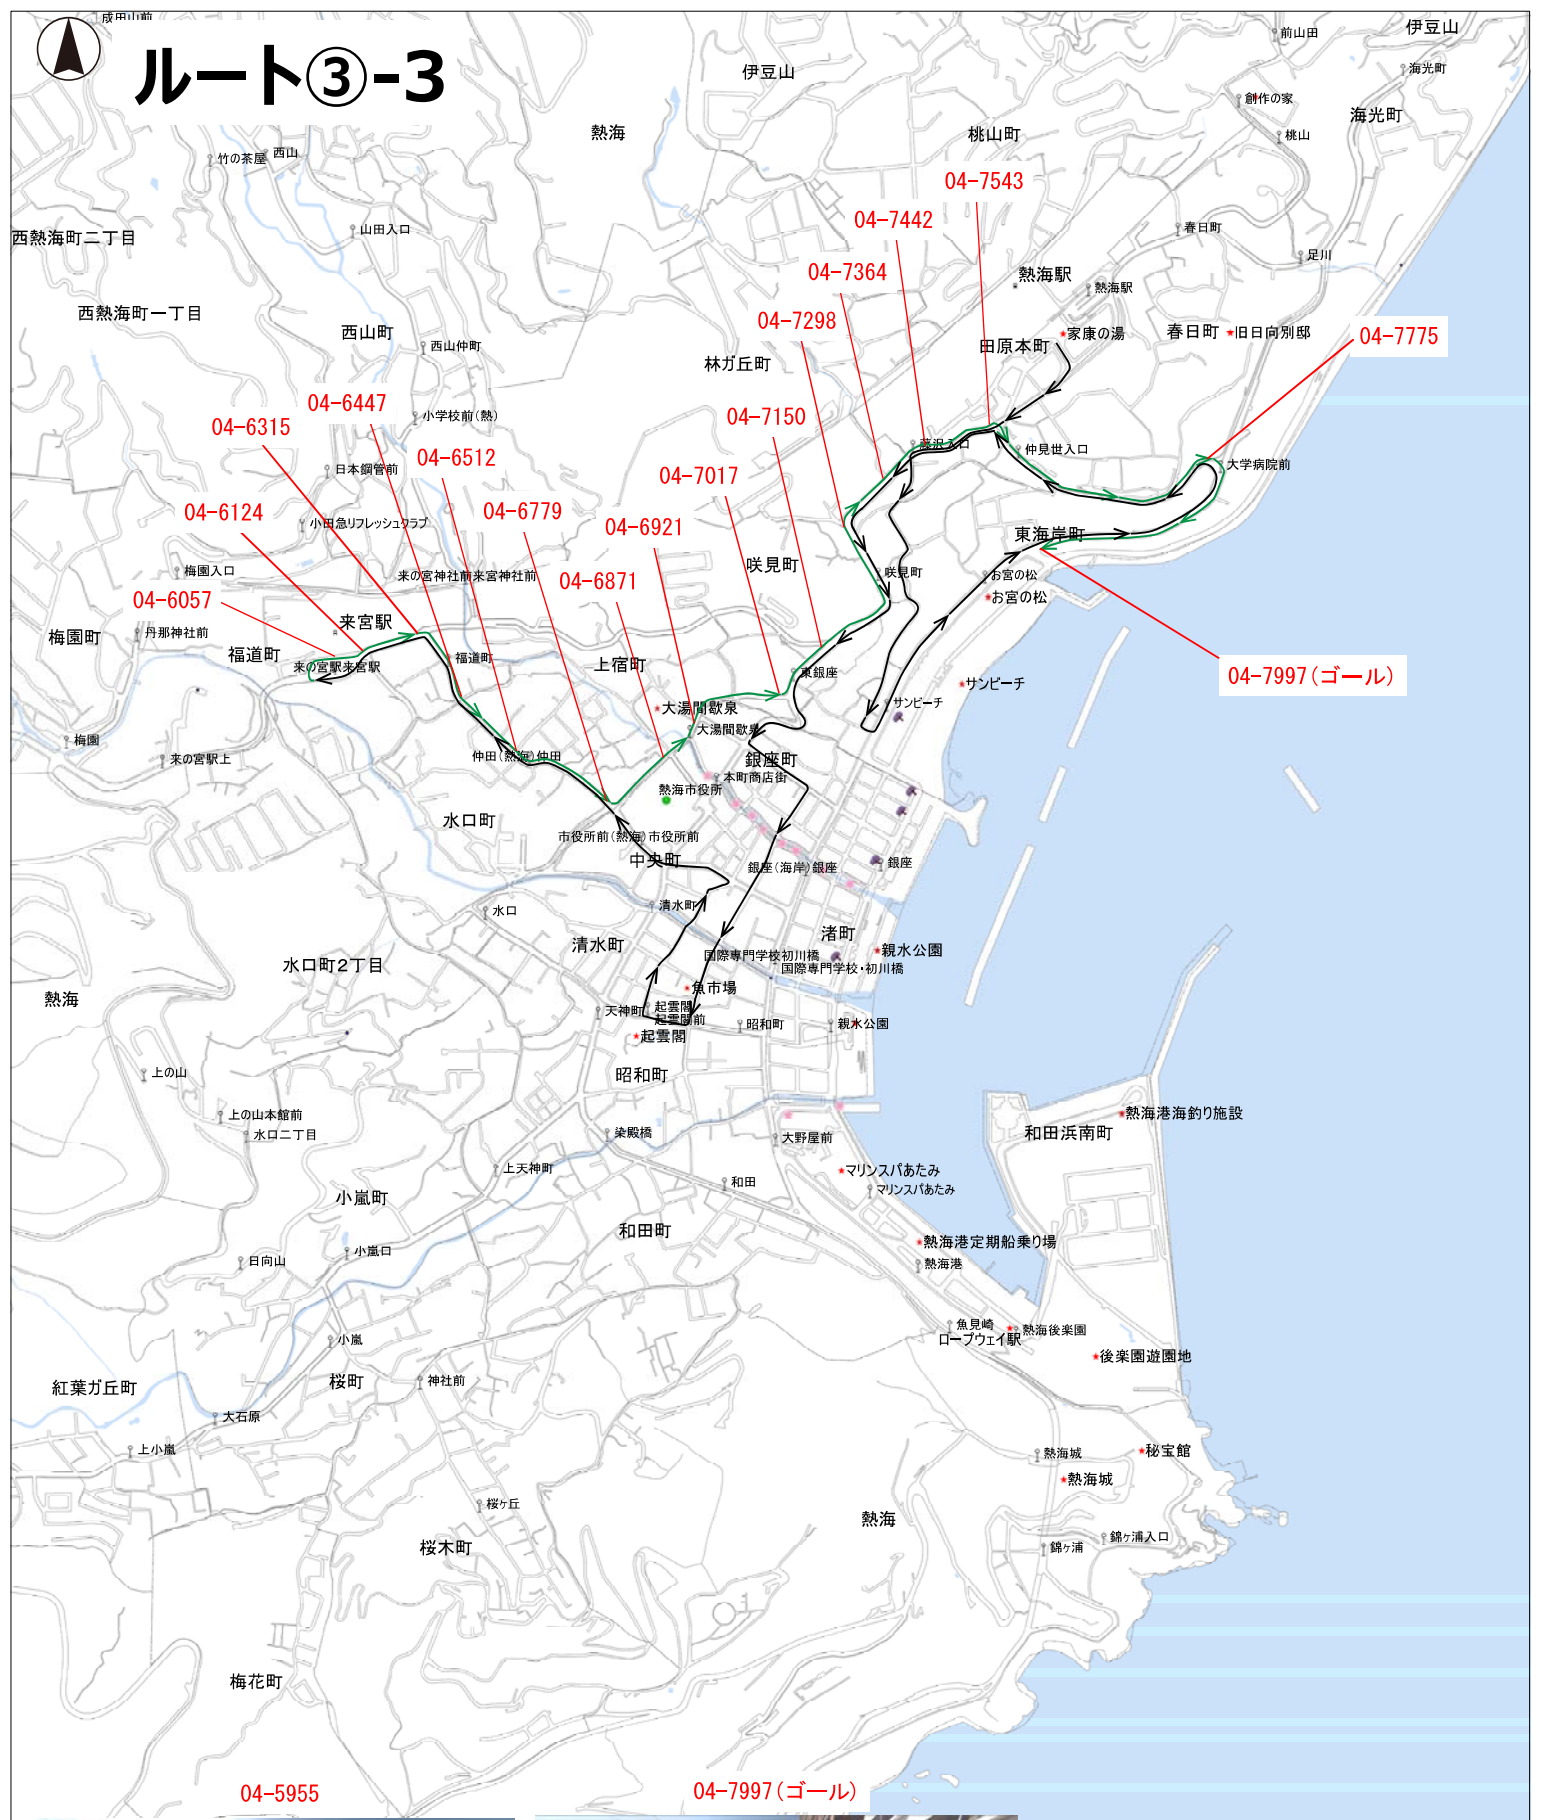 成田山前
ルート③-3
伊豆山
伊豆山
前山田
海光町
熱海
桃山町
創作の家
海光町
桃山
竹の茶屋
西山
04-7543
04-7442
山田入口
春日町
西熱海町二丁目
足川
04-7364
熱海駅
熱海駅
西熱海町一丁目
04-7298
西山町
家康の湯
春日町
旧日向別邸
04-7775
西山仲町
田原本町
林ガ丘町
04-6447
小学校前(熱)
04-7150
04-6315
藤沢入口
仲見世入口
04-6512
日本鋼管前
大学病院前
04-7017
04-6124
小田急リフレッシュクラブ
04-6779
04-6921
東海岸町
咲見町
梅園入口
来の宮神社前来宮神社前
04-6871
咲見町
お宮の松
04-6057
お宮の松
来宮駅
梅園町
丹那神社前
福道町
来の宮駅来宮駅
福道町
上宿町
東銀座
04-7997(ゴール)
サンビーチ
サンビーチ
大湯間歇泉
大湯間歇泉
梅園
来の宮駅上
仲田(熱海)仲田
銀座町
本町商店街
熱海市役所
水口町
市役所前(熱海)市役所前
中央町
銀座(海岸)銀座
銀座
水口
清水町
清水町
渚町
水口町2丁目
国際専門学校初川橋
親水公園
国際専門学校・初川橋
熱海
魚市場
天神町
起雲閣
起雲閣前
昭和町
親水公園
起雲閣
上の山
昭和町
上の山本館前
水口二丁目
熱海港海釣り施設
染殿橋
大野屋前
和田浜南町
上天神町
マリンスパあたみ
和田
マリンスパあたみ
小嵐町
和田町
熱海港定期船乗り場
日向山
小嵐口
熱海港
小嵐
魚見崎
熱海後楽園
ロープウェイ駅
後楽園遊園地
紅葉ガ丘町
桜町
神社前
大石原
上小嵐
熱海城
秘宝館
熱海城
桜ヶ丘
熱海
桜木町
錦ヶ浦
錦ヶ浦入口
梅花町
04-5955
04-7997(ゴール)